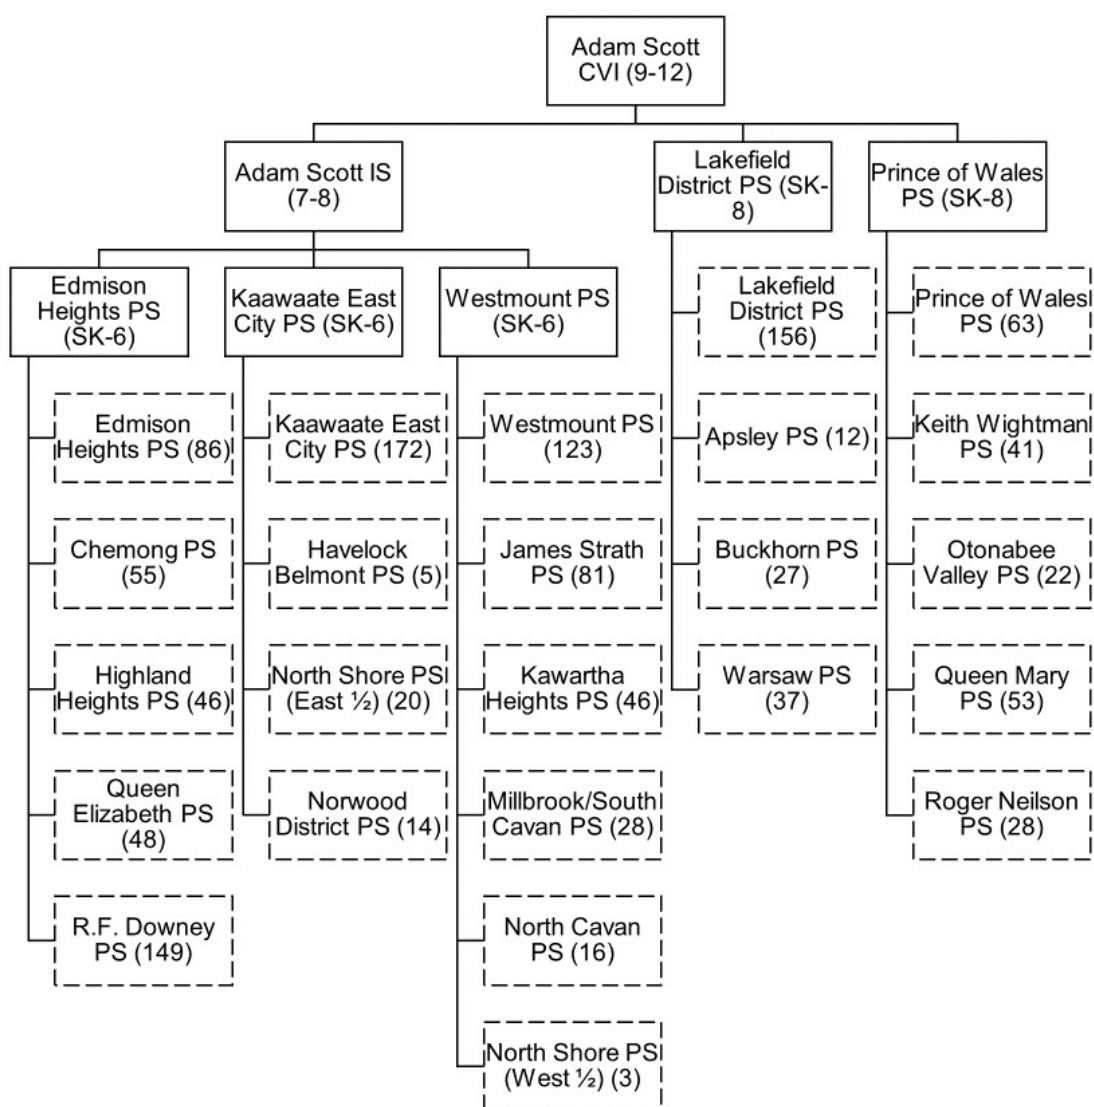 Adam Scott
CVI (9-12)
Adam Scott IS
(7-8)
Lakefield
District PS (SK-
8)
Prince of Wales
PS (SK-8)
Edmison
Heights PS
(SK-6)
Kaawaate East
City PS (SK-6)
Westmount PS
(SK-6)
Edmison
Heights PS (86)
Chemong PS
(55)
Highland
Heights PS (46)
Queen
Elizabeth PS
(48)
R.F. Downey
PS (149)
Kaawaate East
City PS (172)
Havelock
Belmont PS (5)
North Shore PS
(East ½) (20)
Norwood
District PS (14)
Westmount PS
(123)
James Strath
PS (81)
Kawartha
Heights PS (46)
Millbrook/South
Cavan PS (28)
North Cavan
PS (16)
North Shore PS
(West ½) (3)
Lakefield
District PS
(156)
Apsley PS (12)
Buckhorn PS
(27)
Warsaw PS
(37)
Prince of Wales
PS (63)
Keith Wightman
PS (41)
Otonabee
Valley PS (22)
Queen Mary
PS (53)
Roger Neilson
PS (28)